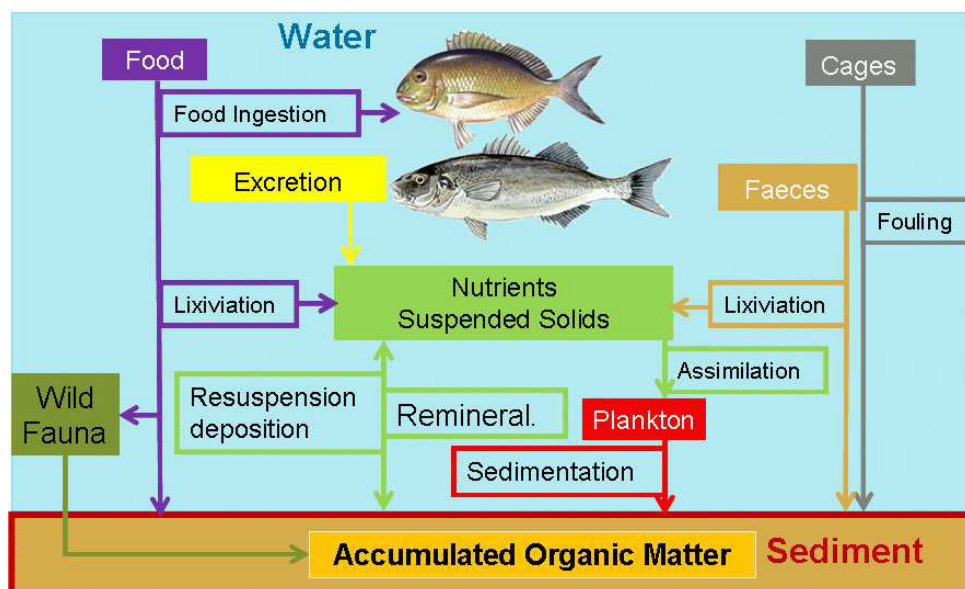 Water
Food
Cages
Food Ingestion
Excretion
Faeces
Fouling
Lixiviation
Nutrients
Suspended Solids
Lixiviation
Assimilation
Wild
Fauna
Resuspension
deposition
Remineral.
Plankton
Sedimentation
Accumulated Organic Matter
Sediment